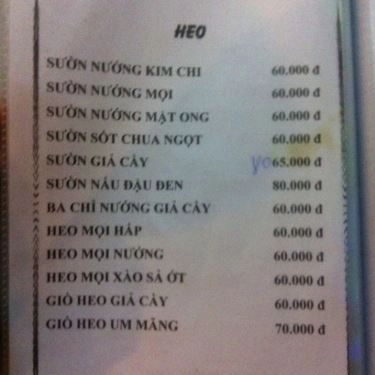 HEO
SƯỜN NƯỚNG KIM CHI 60.000 đ
SƯỜN NƯỚNG MỌI 60.000 đ
SƯỜN NƯỚNG MẬT ONG 60.000 đ
SƯỜN SỐT CHUA NGỌT 60.000 đ
SƯỜN GIẢ CẦY 65.000 đ
SƯỜN NẤU ĐẬU ĐEN 80.000 đ
BA CHỈ NƯỚNG GIẢ CẦY 60.000 đ
HEO MỌI HẤP 60.000 đ
HEO MỌI NƯỚNG 60.000 đ
HEO MỌI XÀO SẢ ỚT 60.000 đ
GIÒ HEO GIẢ CẦY 60.000 đ
GIÒ HEO UM MĂNG 70.000 đ